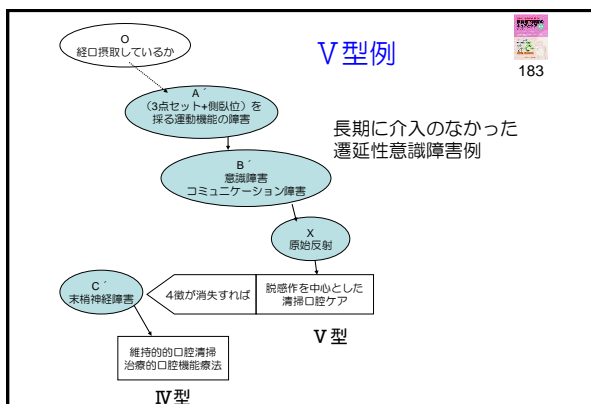 Ⅴ型例
183
O
経口摂取しているか
A´
（3点セット+側臥位）を
採る運動機能の障害
長期に介入のなかった
遷延性意識障害例
B´
意識障害
コミュニケーション障害
X
原始反射
C´
末梢神経障害
4徴が消失すれば
脱感作を中心とした
清掃口腔ケア
Ⅴ型
維持的的口腔清掃
治療的口腔機能療法
Ⅳ型